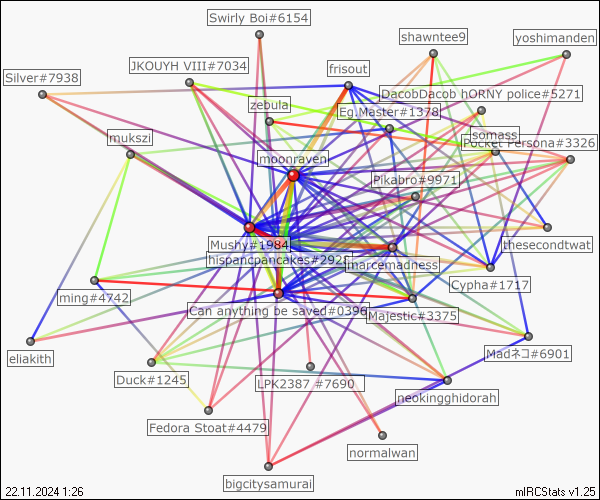 Swirly Boi#6154
shawntee9
yoshimanden
JKOUYH VIII#7034
frisout
Silver#7938
DacobDacob hORNY police#5271
zebula
Eg.Master#1378
somass
mukszi
Pocket Persona#3326
moonraven
Pikabro#9971
Mushy#1984
thesecondtwat
hispanicpancakes#292
marcemadness
Cypha#1717
ming#4742
Can anything be saved#0396
Majestic#3375
eliakith
Madネコ#6901
Duck#1245
LPK2387 #7690
neokingghidorah
Fedora Stoat#4479
normalwan
bigcitysamurai
22.11.2024 1:26
mIRCStats v1.25